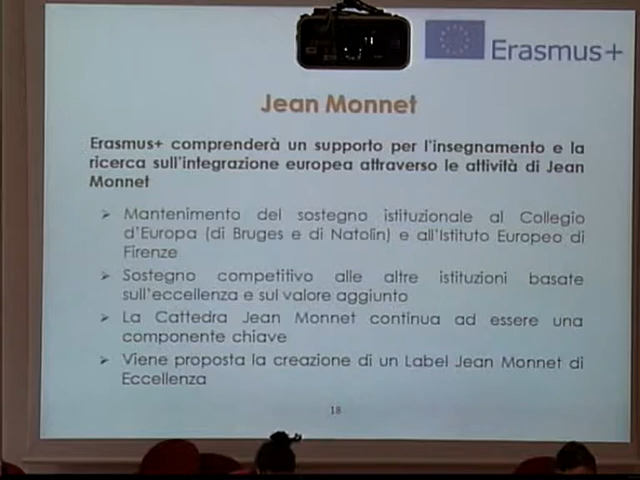 Erasmus+
Jean Monnet
Erasmus+ comprenderà un supporto per l'insegnamento e la
ricerca sull'integrazione europea attraverso le attività di Jean
Monnet
➢ Mantenimento del sostegno istituzionale al Collegio
d'Europa (di Bruges e di Natolin) e all'Istituto Europeo di
Firenze
➢ Sostegno competitivo alle altre istituzioni basate
sull'eccellenza e sul valore aggiunto
➢ La Cattedra Jean Monnet continua ad essere una
componente chiave
➢ Viene proposta la creazione di un Label Jean Monnet di
Eccellenza
18